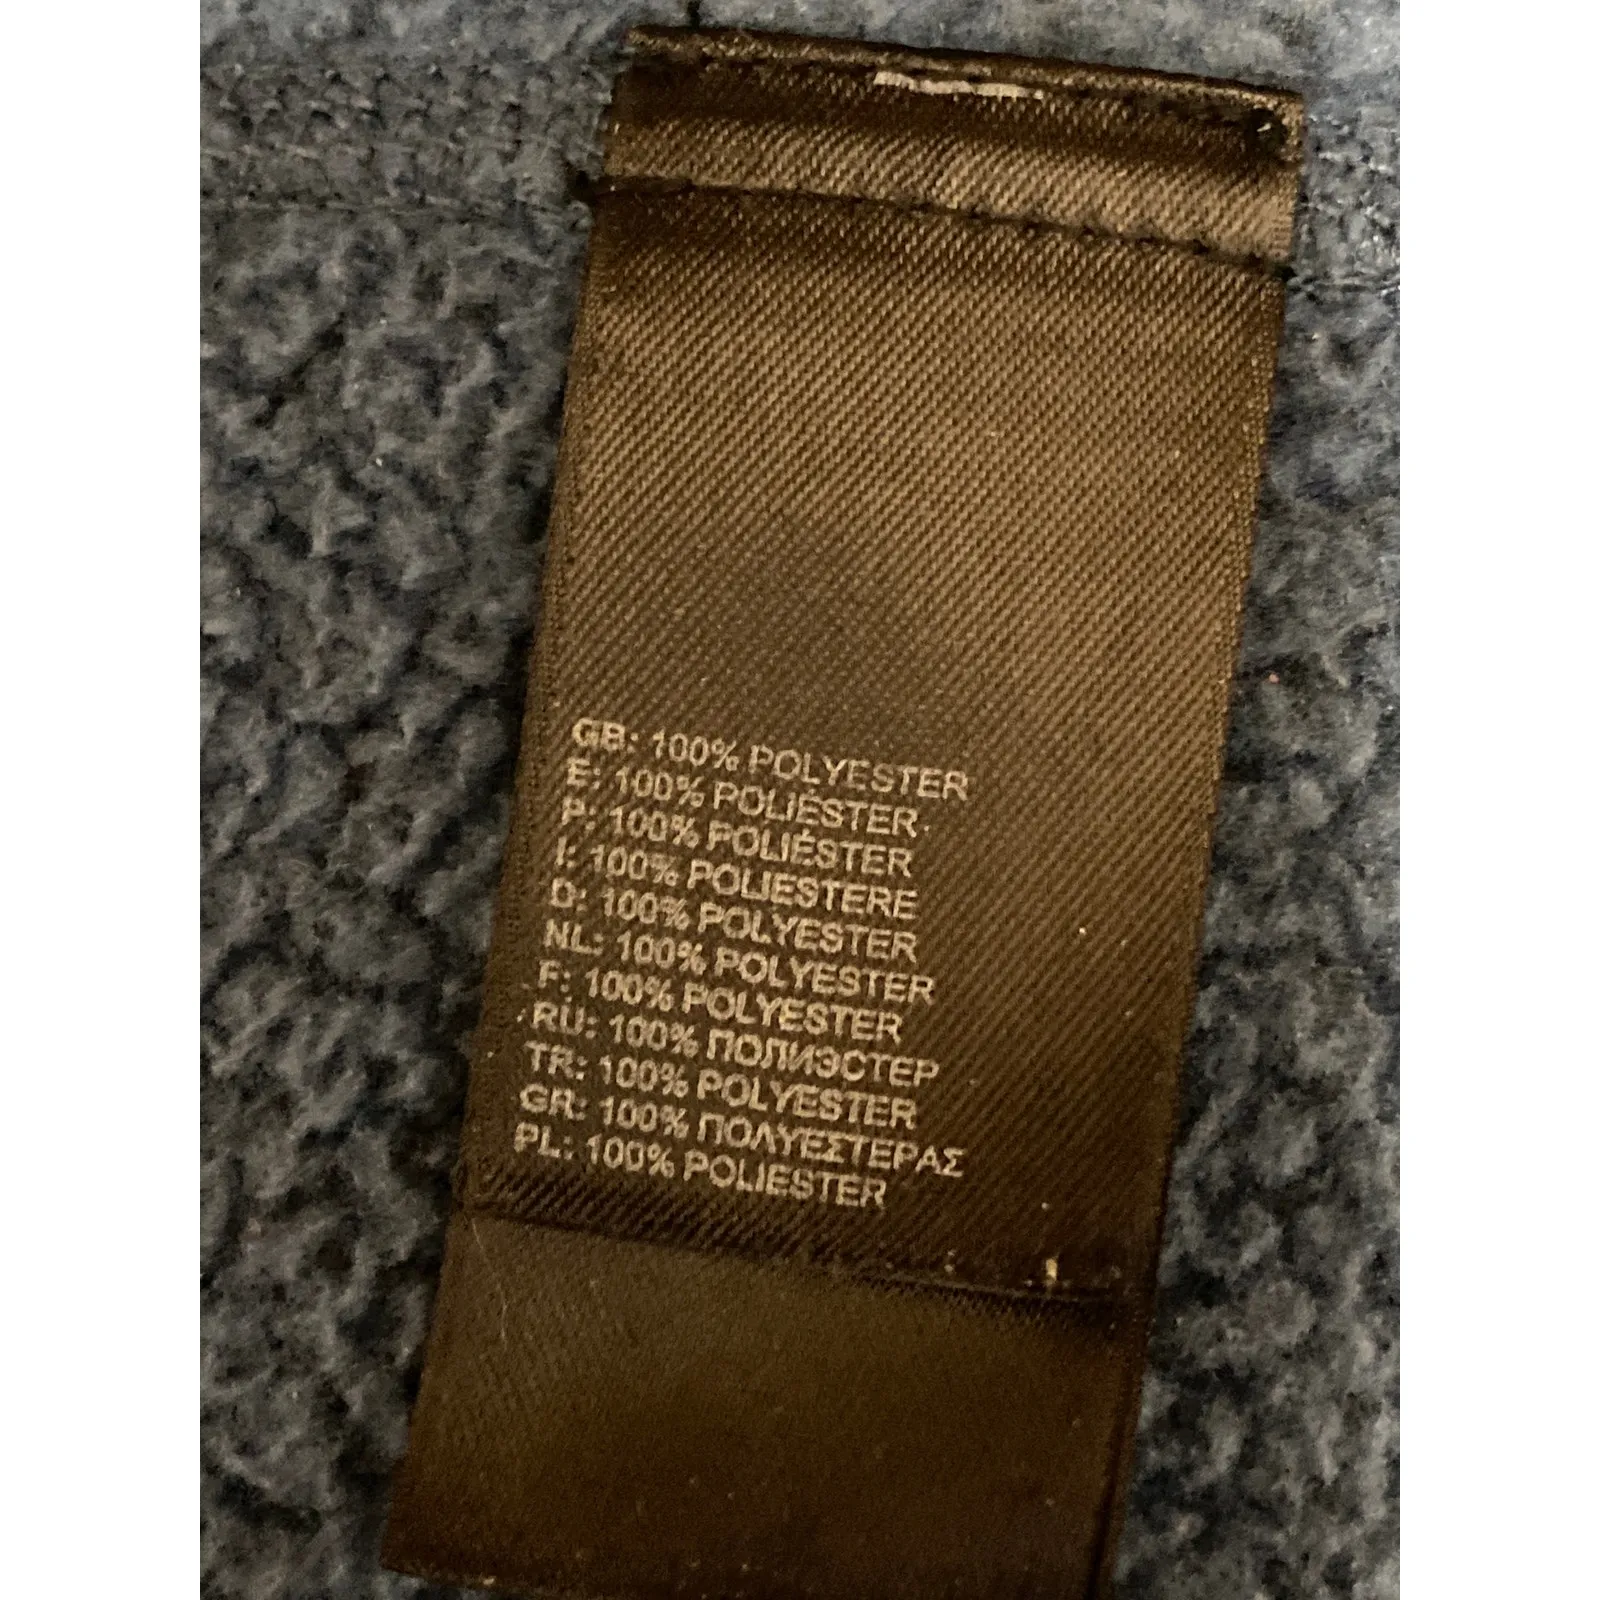 GB: 100% POLYESTER
E: 100% POLIÉSTER
P: 100% POLIÉSTER
I: 100% POLIESTERE
D: 100% POLYESTER
NL: 100% POLYESTER
F: 100% POLYESTER
RU: 100% ПОЛИЭСТЕР
TR: 100% POLYESTER
GR: 100% ΠΟΛΥΕΣΤΕΡΑΣ
PL: 100% POLIESTER